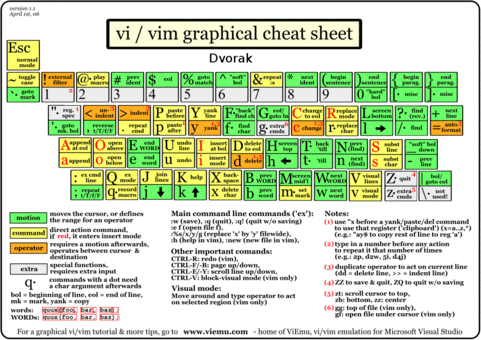 version 1.1
April 1st, 06
vi / vim graphical cheat sheet
Dvorak
Esc
normal mode
~ toggle case ! external filter @ play macro # prev ident $ eol % goto match ^ "soft" bol & repeat :s * next ident ( begin sentence ) end sentence { begin parag. } end parag.
` goto mark 1 2 3 4 5 6 7 8 9 0 "hard" bol [ misc ] misc
" reg. spec < un-indent > indent P paste before Y yank line F "back" find ch G eof/ goto ln C change to eol R replace mode L screen bottom ? find (rev.) + next line
' goto mk. bol , reverse t/T/f/F . repeat cmd p paste after y yank f find char g extra cmds c change r replace char l → / find = auto format
A append at eol O open above E end WORD U undo line I insert at bol D delete to eol H screen top T back 'till N prev (find) S subst line _ "soft" bol down
a append o open below e end word u undo i insert mode d delete h ← t 'till n next (find) s subst char - prev line
: ex cmd line Q ex mode J join lines K help X back-space B prev WORD M screen mid'l W next WORD V visual lines Z quit | bol/ goto col
; repeat t/T/f/F q record macro j ↓ k ↑ x delete char b prev word m set mark w next word v visual mode z extra cmds \ not used!
motion moves the cursor, or defines the range for an operator
command direct action command, if red, it enters insert mode
operator requires a motion afterwards, operates between cursor & destination
extra special functions, requires extra input
q· commands with a dot need a char argument afterwards
bol = beginning of line, eol = end of line,
mk = mark, yank = copy
words: quux(foo, bar, baz);
WORDs: quux(foo, bar, baz);
Main command line commands ('ex'):
:w (save), :q (quit), :q! (quit w/o saving)
:e f (open file f),
:%s/x/y/g (replace 'x' by 'y' filewide),
:h (help in vim), :new (new file in vim),
Other important comands:
CTRL-R: redo (vim),
CTRL-F/-B: page up/down,
CTRL-E/-Y: scroll line up/down,
CTRL-V: block-visual mode (vim only)
Visual mode:
Move around and type operator to act
on selected region (vim only)
Notes:
(1) use "x before a yank/paste/del command
to use that register ('clipboard') (x=a..z,*)
(e.g.: "ay$ to copy rest of line to reg 'a')
(2) type in a number before any action
to repeat it that number of times
(e.g.: 2p, d2w, 5i, d4j)
(3) duplicate operator to act on current line
(dd = delete line, >> = indent line)
(4) ZZ to save & quit, ZQ to quit w/o saving
(5) zt: scroll cursor to top,
zb: bottom, zz: center
(6) gg: top of file (vim only),
gf: open file under cursor (vim only)
For a graphical vi/vim tutorial & more tips, go to www.viemu.com - home of ViEmu, vi/vim emulation for Microsoft Visual Studio